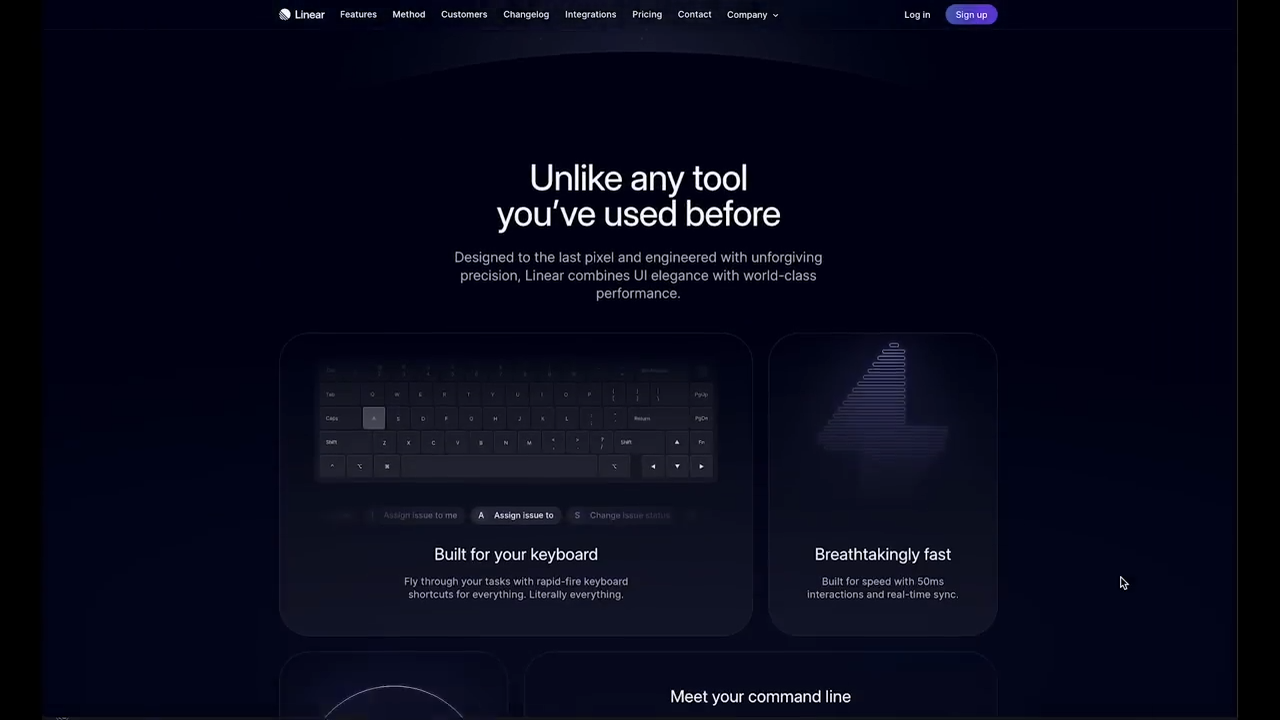 Linear Features Method Customers Changelog Integrations Pricing Contact Company Log in Sign up
Unlike any tool
you’ve used before
Designed to the last pixel and engineered with unforgiving
precision, Linear combines UI elegance with world-class
performance.
Tab Q W E R T Y U I O P PgUp
Caps A S D F G H J K L Return PgDn
Shift Z X C V B N M Shift Fn
Assign issue to me A Assign issue to S Change issue status
Built for your keyboard
Fly through your tasks with rapid-fire keyboard
shortcuts for everything. Literally everything.
Breathtakingly fast
Built for speed with 50ms
interactions and real-time sync.
Meet your command line